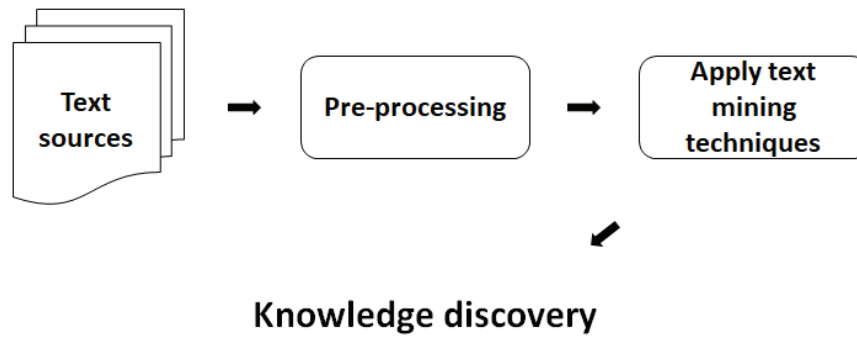 Text
sources
Pre-processing
Apply text
mining
techniques
Knowledge discovery